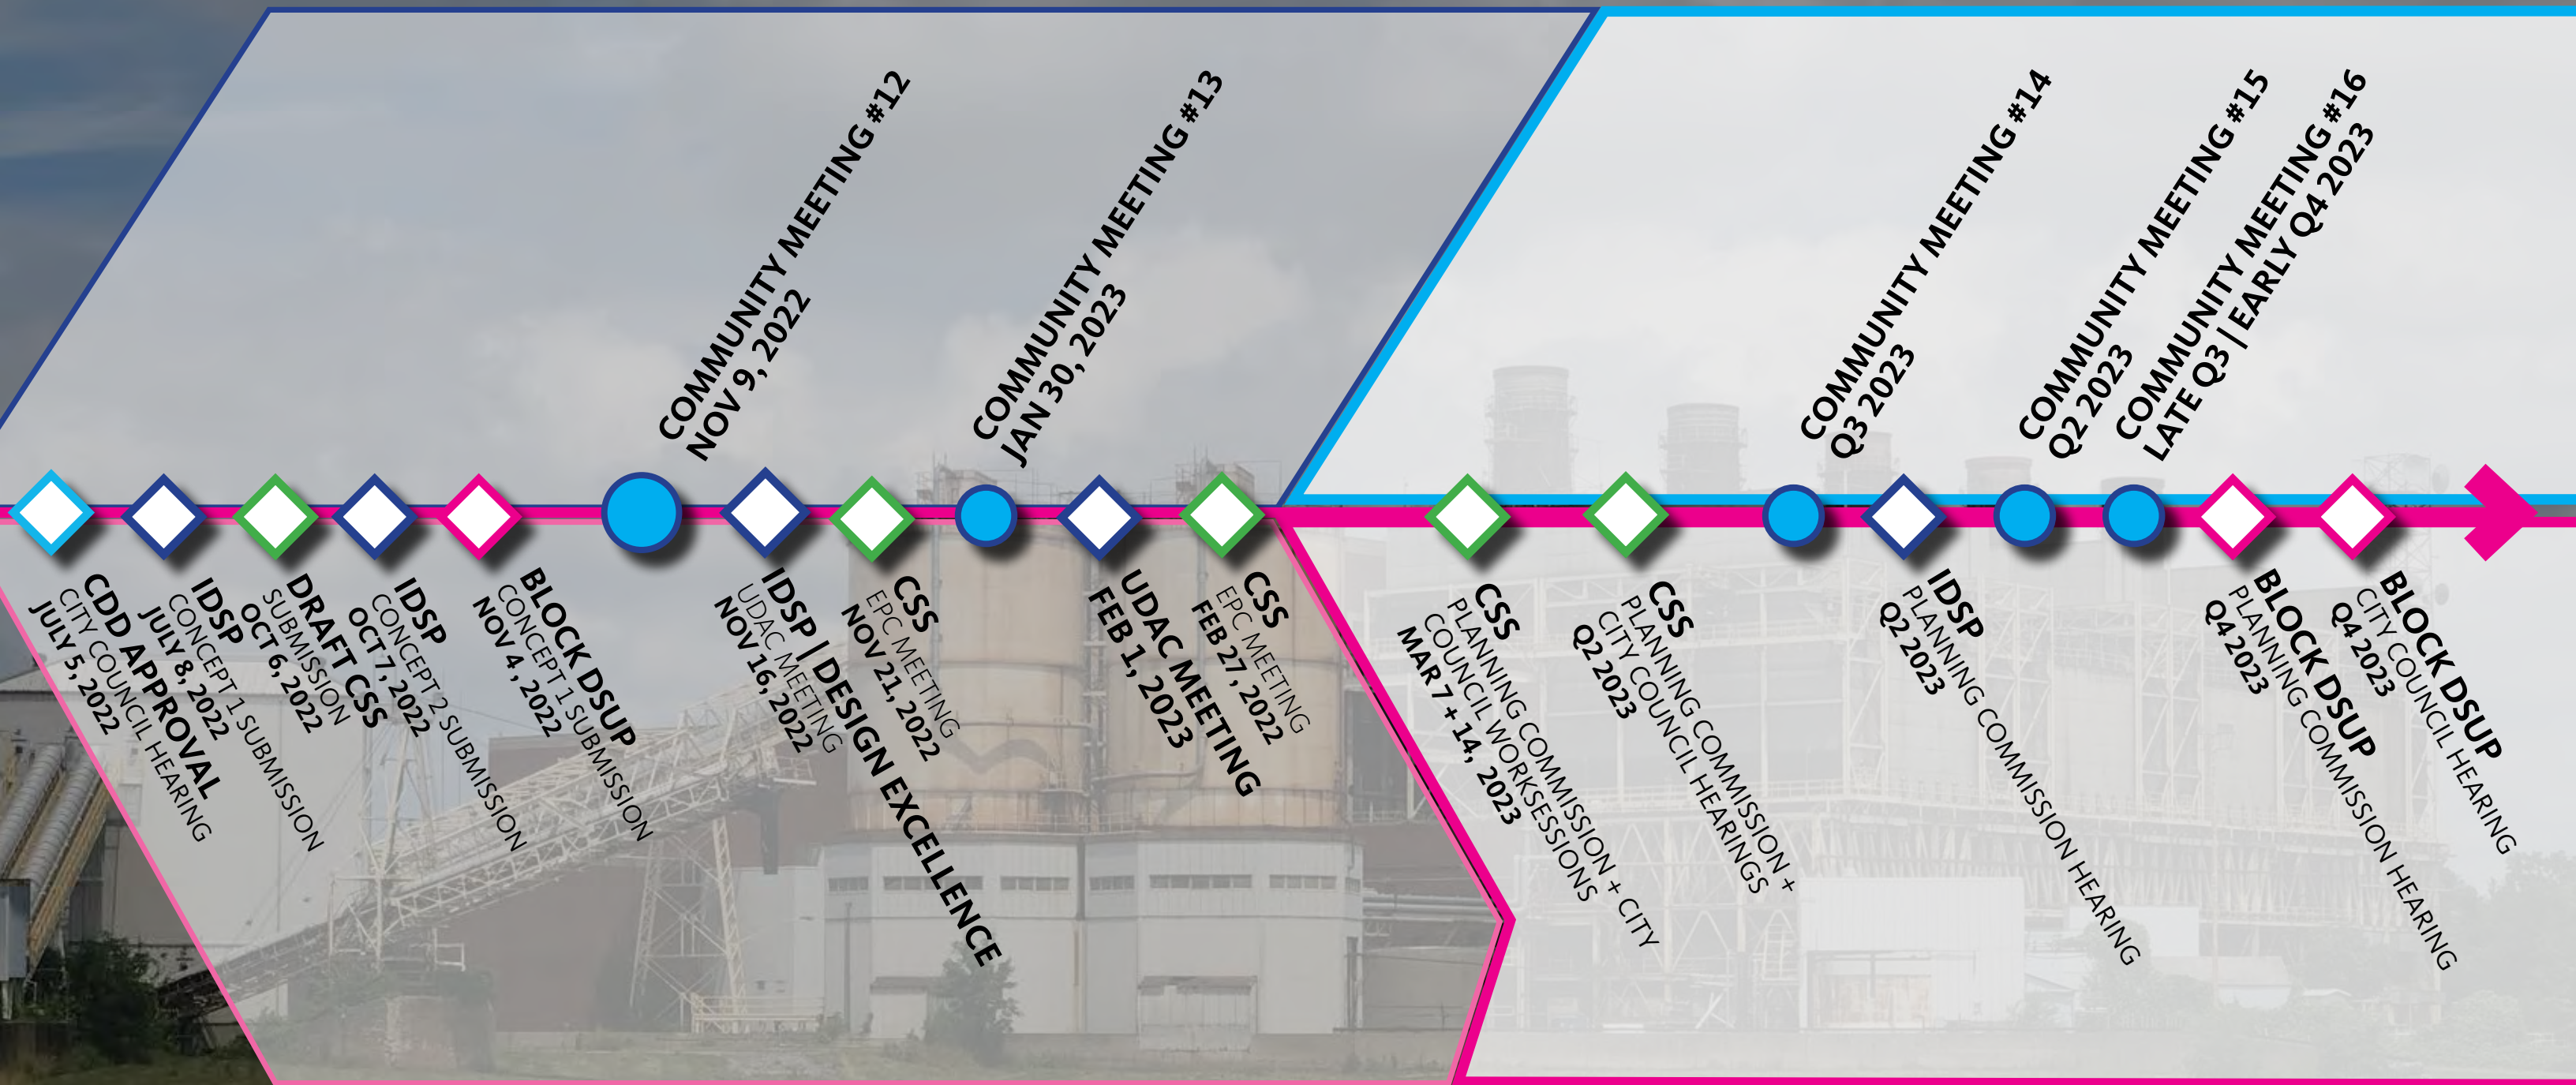 COMMUNITY MEETING #12
NOV 9, 2022
COMMUNITY MEETING #13
JAN 30, 2023
COMMUNITY MEETING #14
Q3 2023
COMMUNITY MEETING #15
Q2 2023
COMMUNITY MEETING #16
LATE Q3 | EARLY Q4 2023
CDD APPROVAL
CITY COUNCIL HEARING
JULY 5, 2022
IDSP
CONCEPT 1 SUBMISSION
JULY 8, 2022
DRAFT CSS
SUBMISSION
OCT 6, 2022
IDSP
CONCEPT 2 SUBMISSION
OCT 7, 2022
BLOCK DSUP
CONCEPT 1 SUBMISSION
NOV 4, 2022
IDSP | DESIGN EXCELLENCE
UDAC MEETING
NOV 16, 2022
CSS
EPC MEETING
NOV 21, 2022
UDAC MEETING
FEB 1, 2023
CSS
EPC MEETING
FEB 27, 2022
CSS
PLANNING COMMISSION + CITY
COUNCIL WORKSESSIONS
MAR 7 + 14, 2023
CSS
PLANNING COMMISSION +
CITY COUNCIL HEARINGS
Q2 2023
IDSP
PLANNING COMMISSION HEARING
Q2 2023
BLOCK DSUP
PLANNING COMMISSION HEARING
Q4 2023
BLOCK DSUP
CITY COUNCIL HEARING
Q4 2023